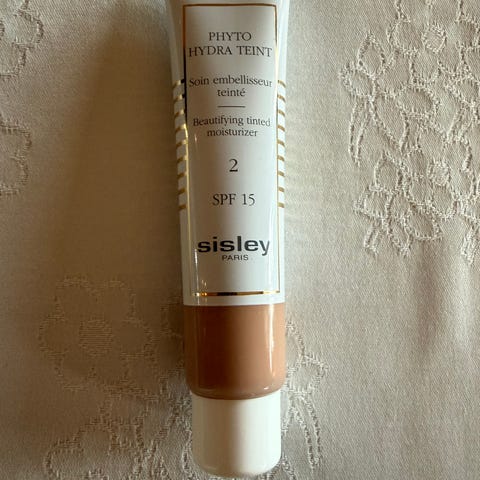 PHYTO
HYDRA TEINT
Soin embellisseur
teinté
Beautifying tinted
moisturizer
2
SPF 15
sisley
PARIS